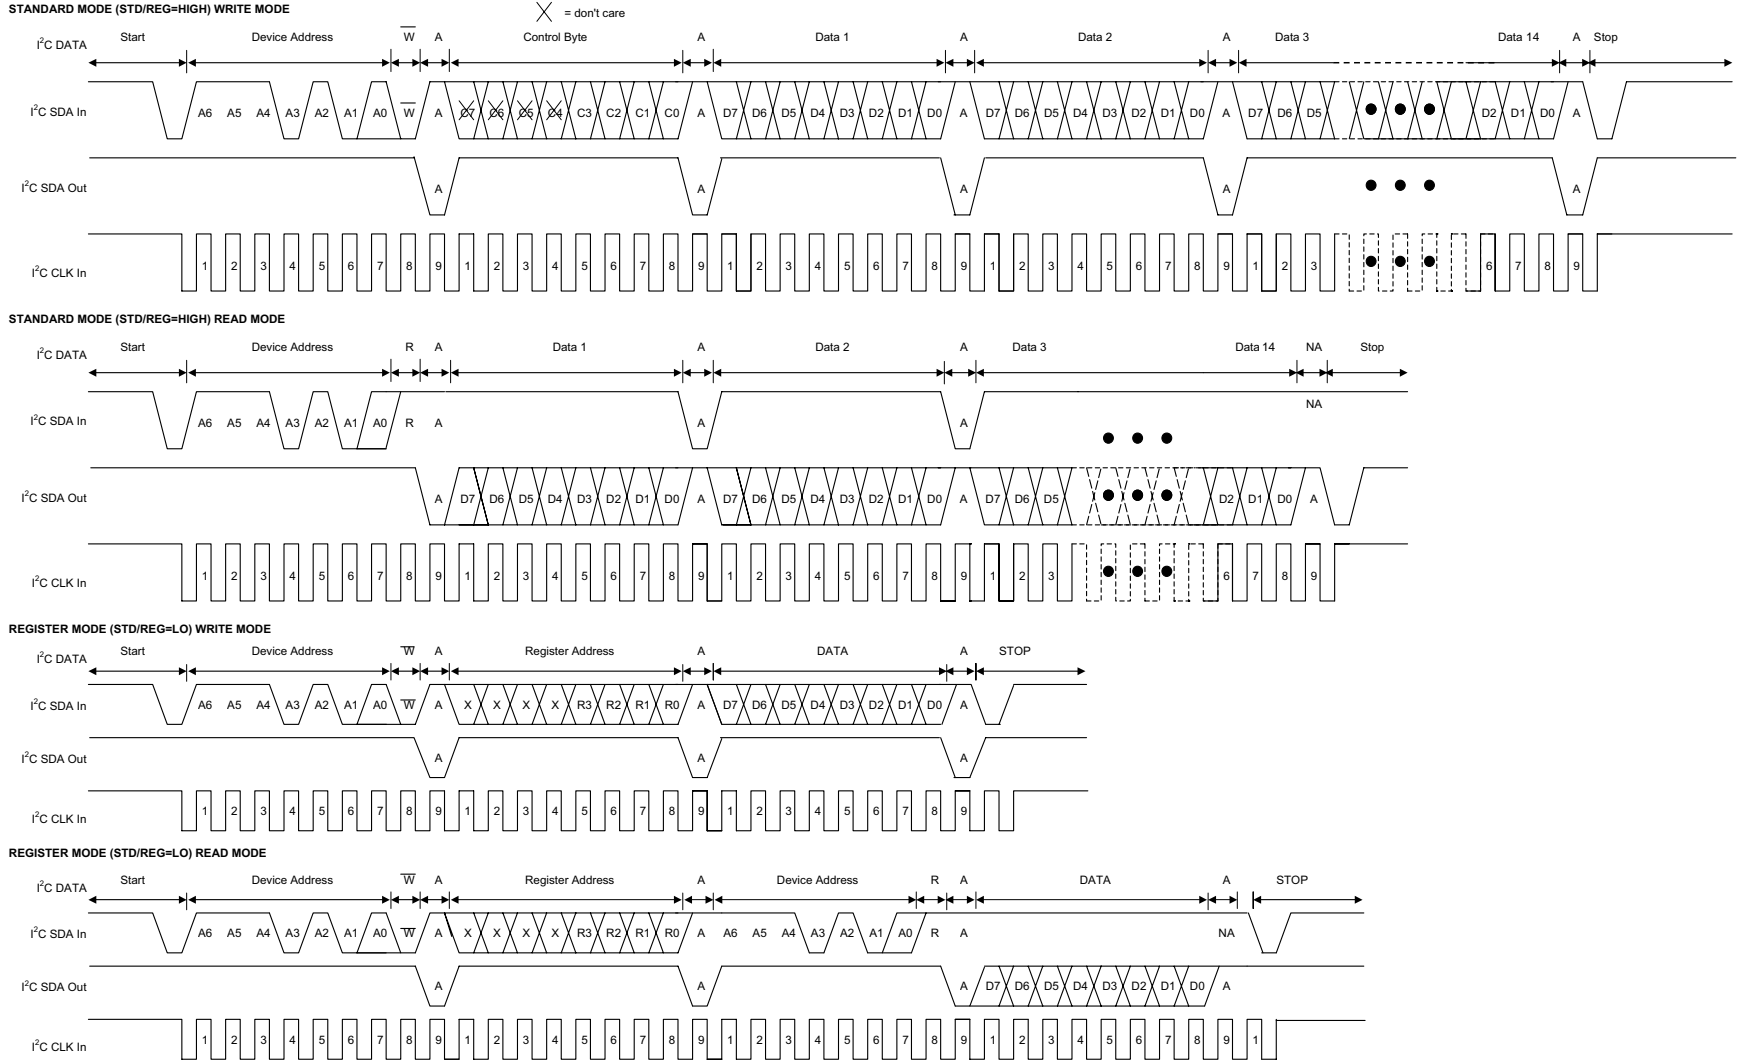 STANDARD MODE (STD/REG=HIGH) WRITE MODE
= don't care
I²C DATA Start Device Address W̅ A Control Byte A Data 1 A Data 2 A Data 3 Data 14 A Stop
I²C SDA In A6 A5 A4 A3 A2 A1 A0 W̅ A C7 C6 C5 C4 C3 C2 C1 C0 A D7 D6 D5 D4 D3 D2 D1 D0 A D7 D6 D5 D4 D3 D2 D1 D0 A D7 D6 D5 D2 D1 D0 A
I²C SDA Out A A A A A
I²C CLK In 1 2 3 4 5 6 7 8 9 1 2 3 4 5 6 7 8 9 1 2 3 4 5 6 7 8 9 1 2 3 4 5 6 7 8 9 1 2 3 6 7 8 9
STANDARD MODE (STD/REG=HIGH) READ MODE
I²C DATA Start Device Address R A Data 1 A Data 2 A Data 3 Data 14 NA Stop
I²C SDA In A6 A5 A4 A3 A2 A1 A0 R A A A NA
I²C SDA Out A D7 D6 D5 D4 D3 D2 D1 D0 A D7 D6 D5 D4 D3 D2 D1 D0 A D7 D6 D5 D2 D1 D0 A
I²C CLK In 1 2 3 4 5 6 7 8 9 1 2 3 4 5 6 7 8 9 1 2 3 4 5 6 7 8 9 1 2 3 6 7 8 9
REGISTER MODE (STD/REG=LO) WRITE MODE
I²C DATA Start Device Address W̅ A Register Address A DATA A STOP
I²C SDA In A6 A5 A4 A3 A2 A1 A0 W̅ A X X X X R3 R2 R1 R0 A D7 D6 D5 D4 D3 D2 D1 D0 A
I²C SDA Out A A A
I²C CLK In 1 2 3 4 5 6 7 8 9 1 2 3 4 5 6 7 8 9 1 2 3 4 5 6 7 8 9
REGISTER MODE (STD/REG=LO) READ MODE
I²C DATA Start Device Address W̅ A Register Address A Device Address R A DATA A STOP
I²C SDA In A6 A5 A4 A3 A2 A1 A0 W̅ A X X X X R3 R2 R1 R0 A A6 A5 A4 A3 A2 A1 A0 R A NA
I²C SDA Out A A A D7 D6 D5 D4 D3 D2 D1 D0 A
I²C CLK In 1 2 3 4 5 6 7 8 9 1 2 3 4 5 6 7 8 9 1 2 3 4 5 6 7 8 9 1 2 3 4 5 6 7 8 9 1